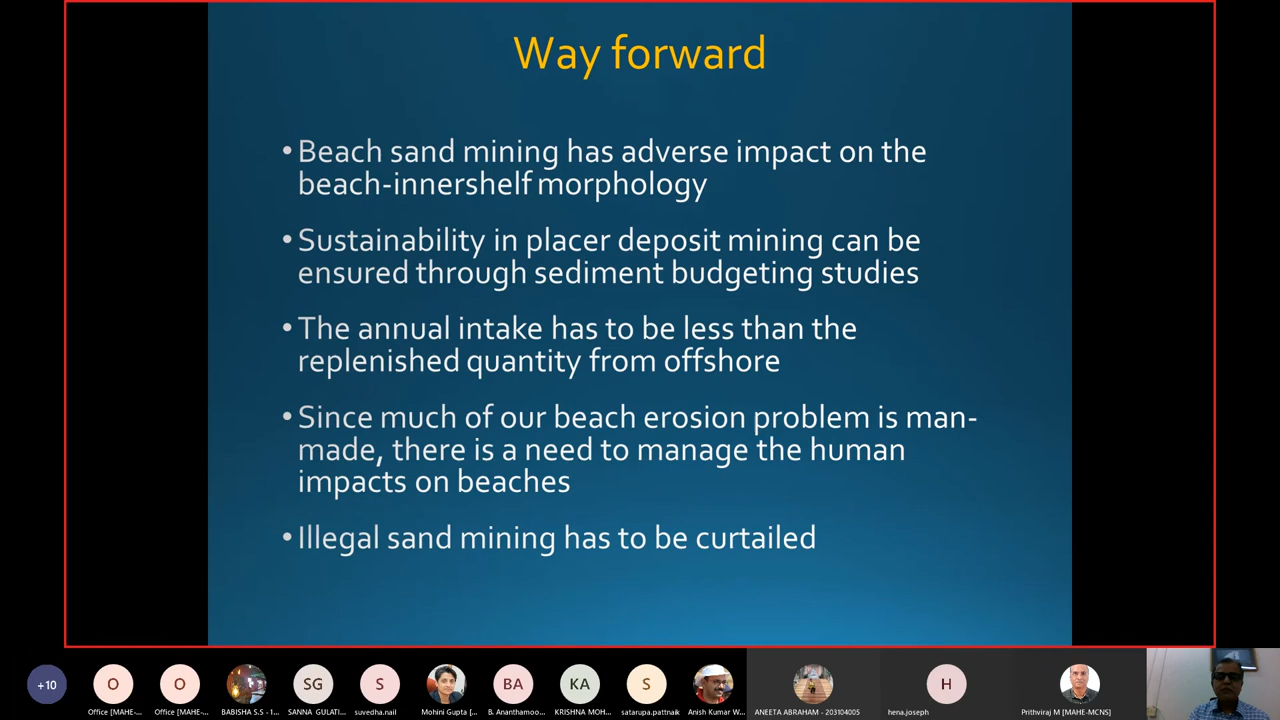 Way forward
•Beach sand mining has adverse impact on the
beach-innershelf morphology
•Sustainability in placer deposit mining can be
ensured through sediment budgeting studies
•The annual intake has to be less than the
replenished quantity from offshore
•Since much of our beach erosion problem is man-
made, there is a need to manage the human
impacts on beaches
•Illegal sand mining has to be curtailed
+10
O
O
SG
S
BA
KA
S
H
Office [MAHE-...
Office [MAHE-...
BABISHA S.S - 1...
SANNA GULATI...
suvedha.nail
Mohini Gupta [...
B. Ananthamoo...
KRISHNA MOH...
satarupa.pattnaik
Anish Kumar W...
ANEETA ABRAHAM - 203104005
hena.joseph
Prithviraj M [MAHE-MCNS]